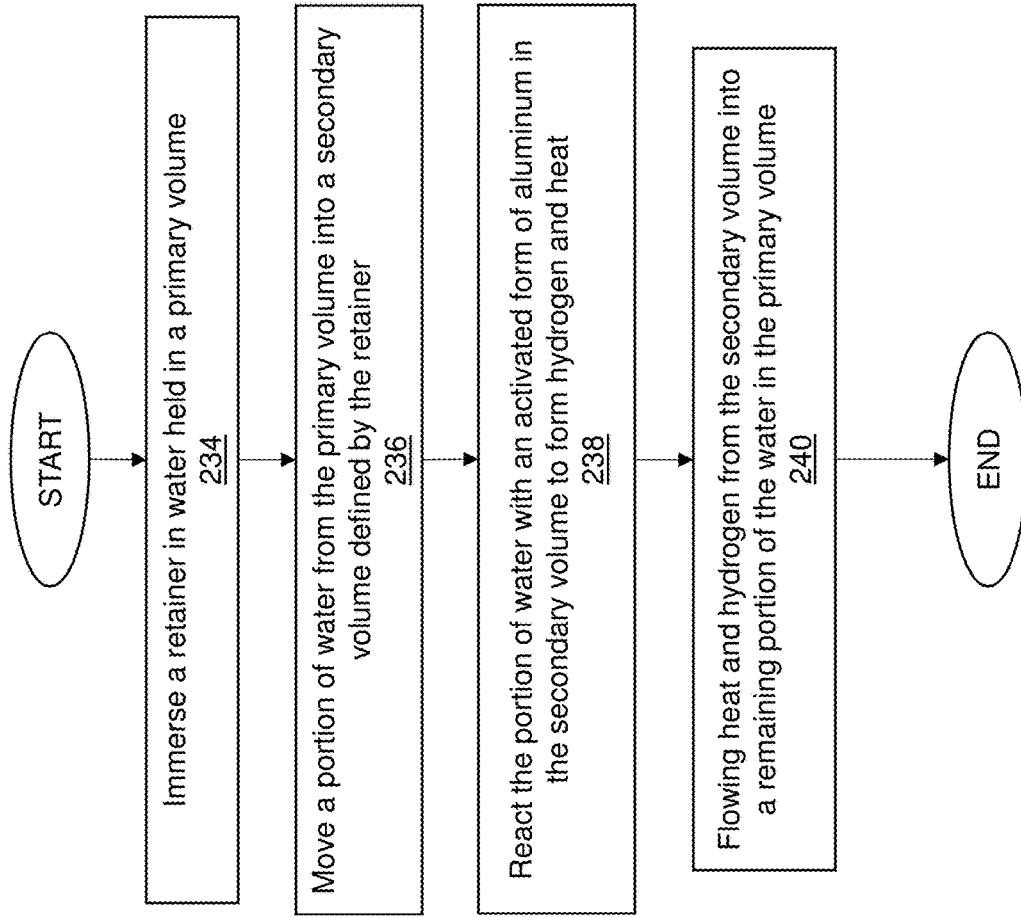 START
Immerse a retainer in water held in a primary volume
234
Move a portion of water from the primary volume into a secondary
volume defined by the retainer
236
React the portion of water with an activated form of aluminum in
the secondary volume to form hydrogen and heat
238
Flowing heat and hydrogen from the secondary volume into
a remaining portion of the water in the primary volume
240
END